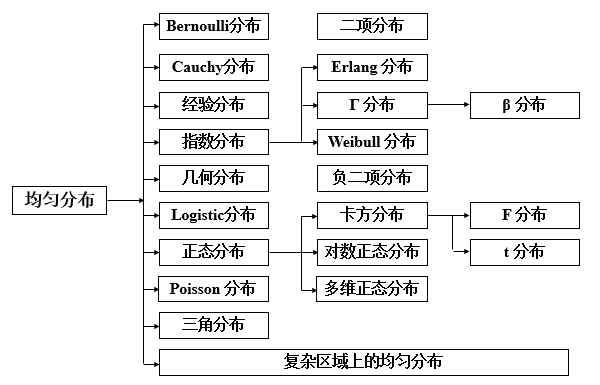 Bernoulli分布
二项分布
Cauchy分布
Erlang 分布
经验分布
Γ 分布
β 分布
指数分布
Weibull 分布
几何分布
负二项分布
均匀分布
Logistic分布
卡方分布
F 分布
正态分布
对数正态分布
t 分布
Poisson 分布
多维正态分布
三角分布
复杂区域上的均匀分布